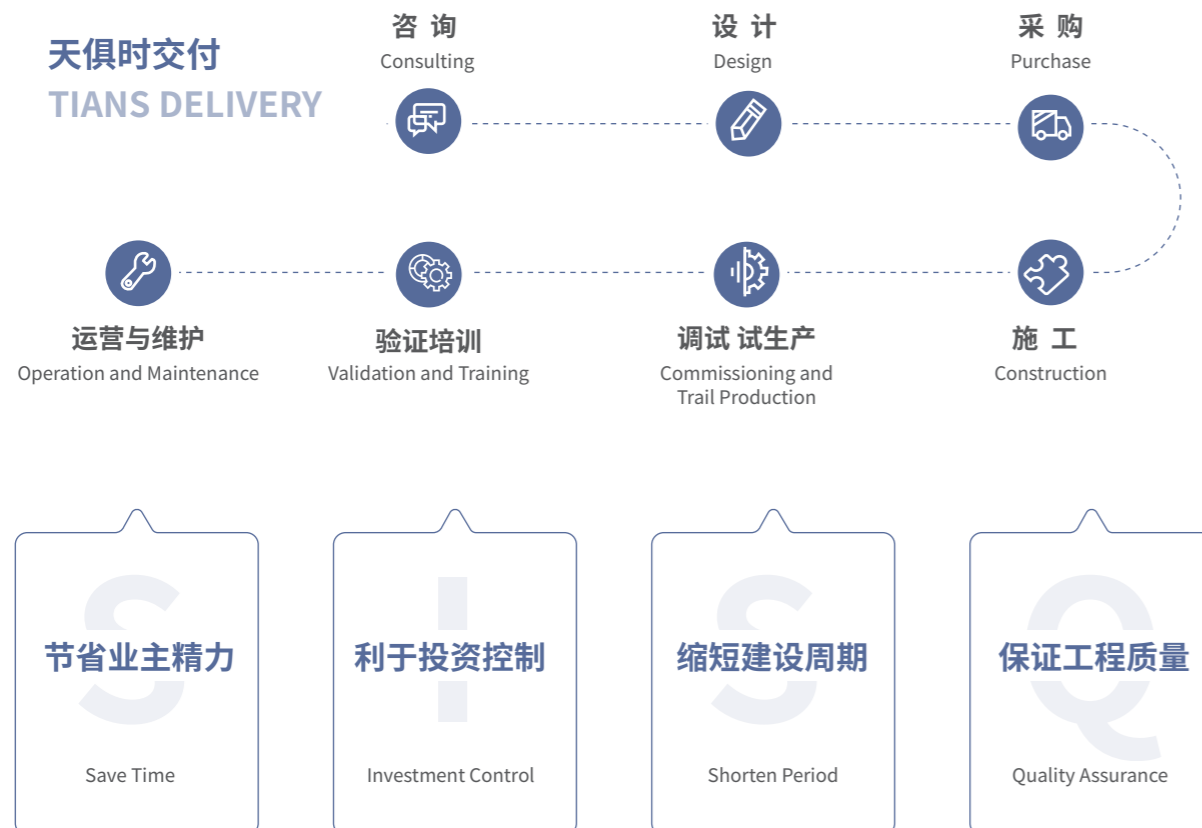 天俱时交付
TIANS DELIVERY
咨 询
Consulting
设 计
Design
采 购
Purchase
运营与维护
Operation and Maintenance
验证培训
Validation and Training
调试 试生产
Commissioning and
Trail Production
施 工
Construction
S
节省业主精力
Save Time
I
利于投资控制
Investment Control
S
缩短建设周期
Shorten Period
Q
保证工程质量
Quality Assurance